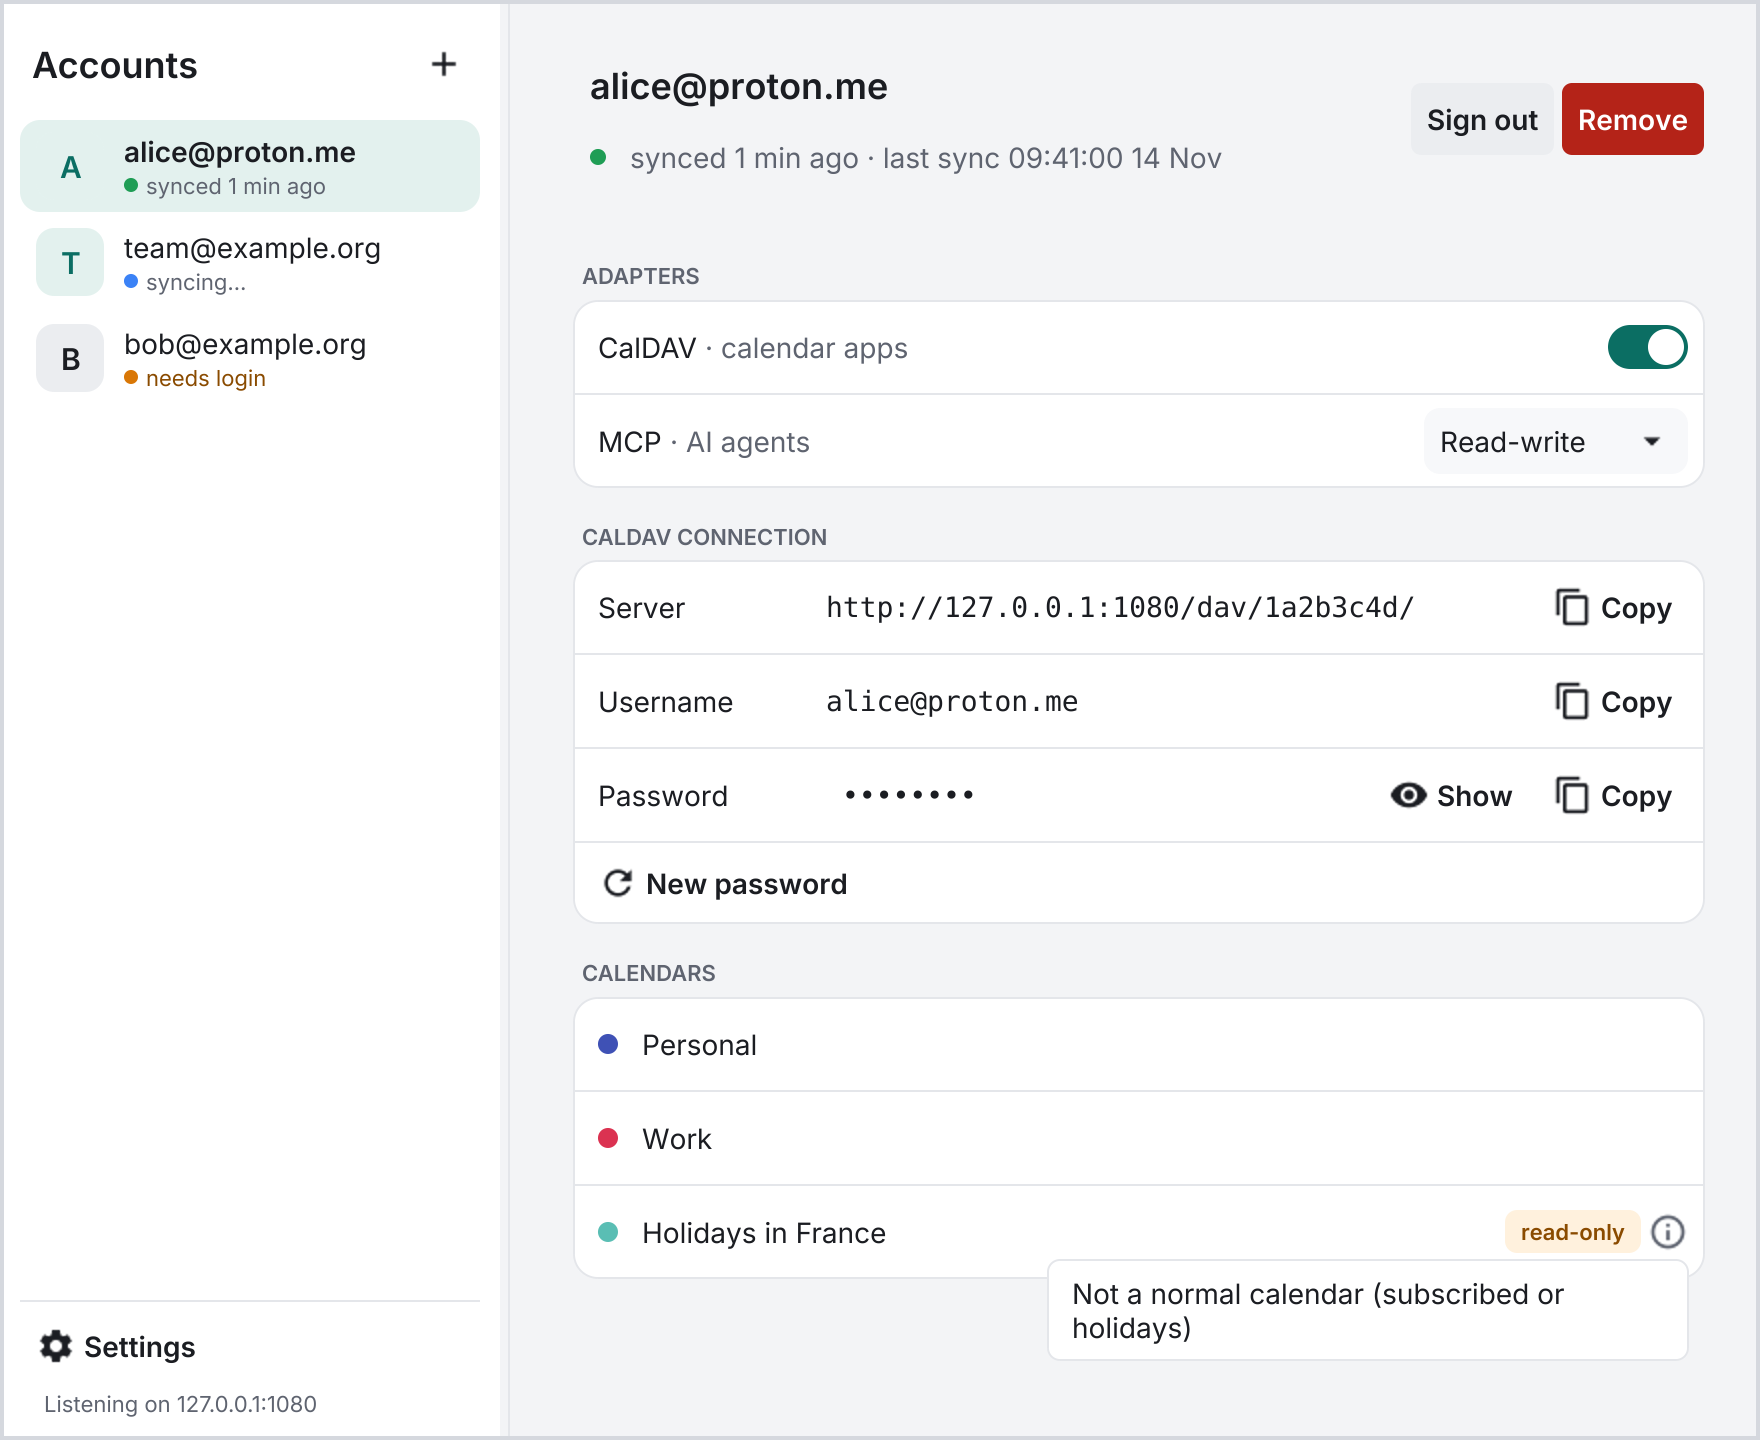 Accounts
A
alice@proton.me
synced 1 min ago
T
team@example.org
syncing...
B
bob@example.org
needs login
Settings
Listening on 127.0.0.1:1080
alice@proton.me
synced 1 min ago · last sync 09:41:00 14 Nov
Sign out
Remove
ADAPTERS
CalDAV · calendar apps
MCP · AI agents
Read-write
CALDAV CONNECTION
Server http://127.0.0.1:1080/dav/1a2b3c4d/ Copy
Username alice@proton.me Copy
Password •••••••• Show Copy
New password
CALENDARS
Personal
Work
Holidays in France read-only
Not a normal calendar (subscribed or
holidays)